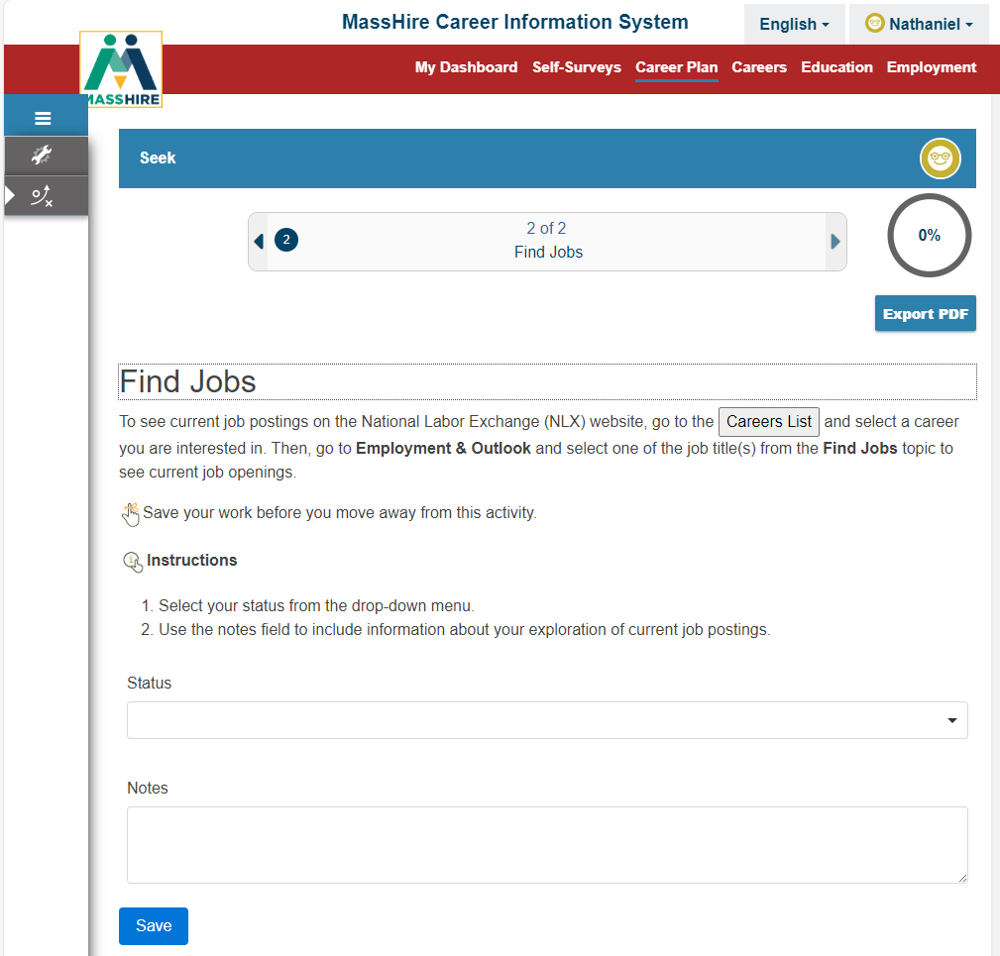 MassHire Career Information System
English
Nathaniel
MASSHIRE
My Dashboard Self-Surveys Career Plan Careers Education Employment
Seek
2
2 of 2
Find Jobs
0%
Export PDF
Find Jobs
To see current job postings on the National Labor Exchange (NLX) website, go to the Careers List and select a career
you are interested in. Then, go to Employment & Outlook and select one of the job title(s) from the Find Jobs topic to
see current job openings.
Save your work before you move away from this activity.
Instructions
1. Select your status from the drop-down menu.
2. Use the notes field to include information about your exploration of current job postings.
Status
Notes
Save